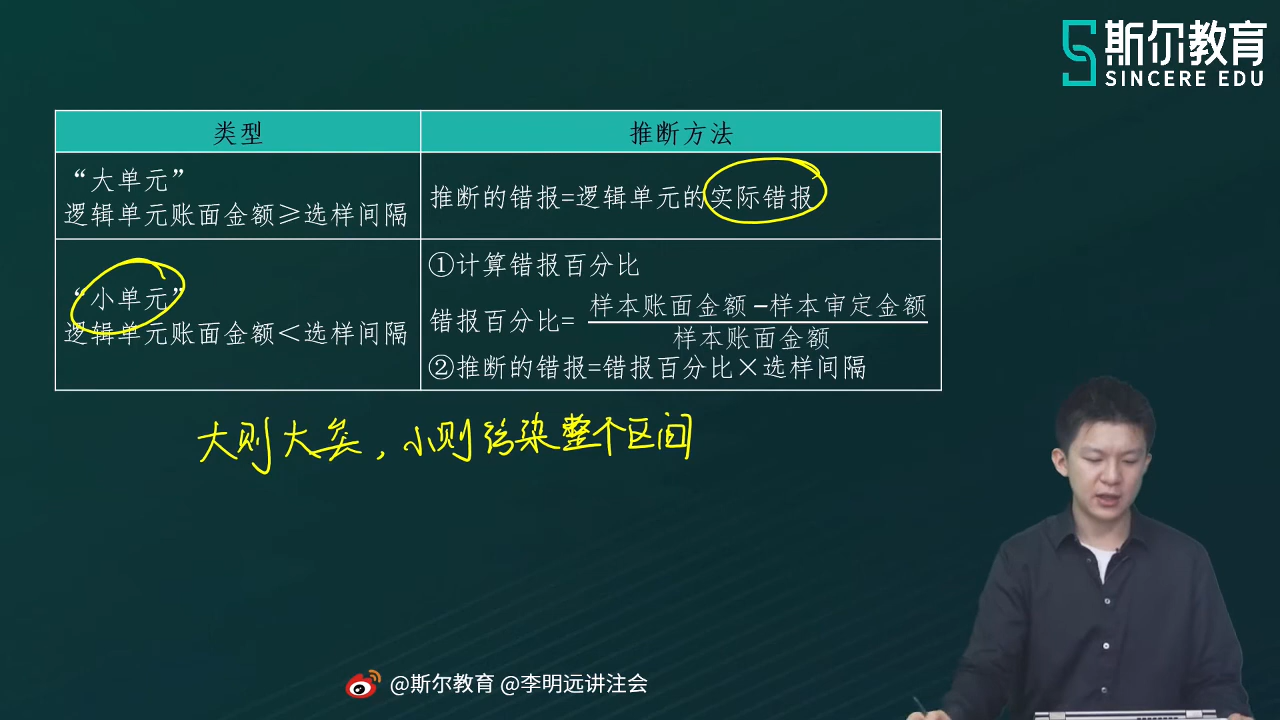 斯尔教育
SINCERE EDU
类型
推断方法
“大单元”
逻辑单元账面金额≥选样间隔
推断的错报=逻辑单元的实际错报
“小单元”
逻辑单元账面金额<选样间隔
①计算错报百分比
错报百分比=
样本账面金额-样本审定金额
样本账面金额
②推断的错报=错报百分比×选样间隔
大则大矣,小则污染整个区间
@斯尔教育 @李明远讲注会